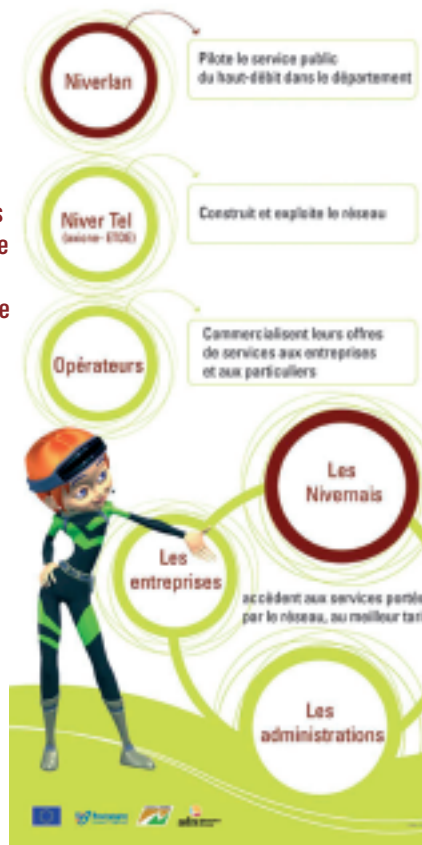 Niverlan
Pilote le service public
du haut-débit dans le département
Niver Tel
(axione- ETDE)
Construit et exploite le réseau
Opérateurs
Commercialisent leurs offres
de services aux entreprises
et aux particuliers
Les
Nivernais
Les
entreprises
accèdent aux services porté
par le réseau, au meilleur tari
Les
administrations